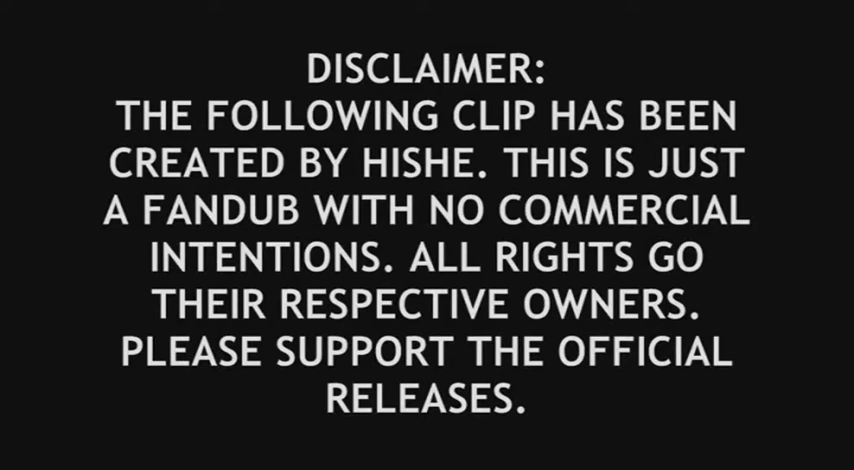 DISCLAIMER:
THE FOLLOWING CLIP HAS BEEN
CREATED BY HISHE. THIS IS JUST
A FANDUB WITH NO COMMERCIAL
INTENTIONS. ALL RIGHTS GO
THEIR RESPECTIVE OWNERS.
PLEASE SUPPORT THE OFFICIAL
RELEASES.